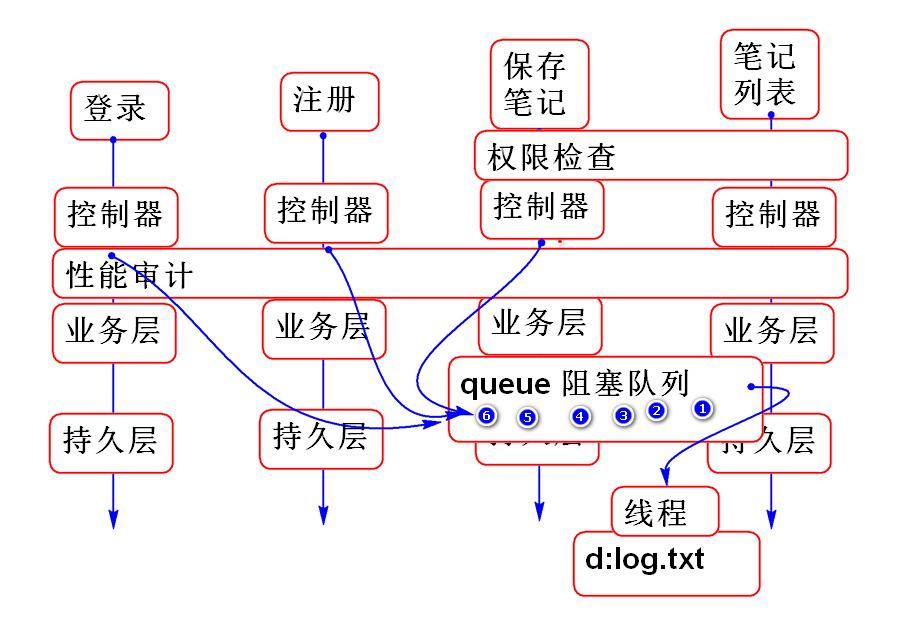 登录
注册
保存
笔记
笔记
列表
权限检查
控制器
控制器
控制器
控制器
性能审计
业务层
业务层
业务层
业务层
queue 阻塞队列
6 5 4 3 2 1
持久层
持久层
持久层
持久层
线程
d:log.txt